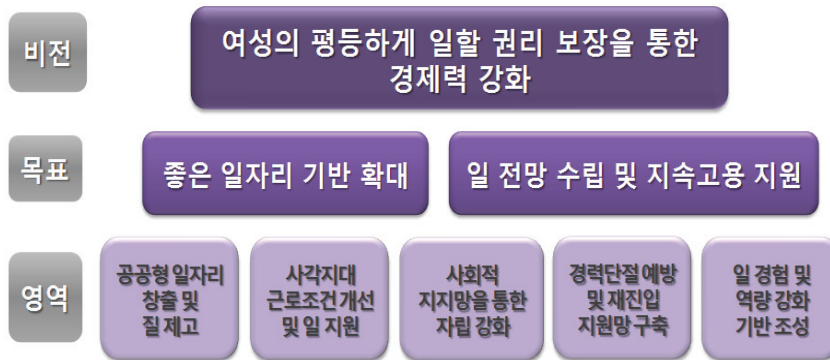 비전
여성의 평등하게 일할 권리 보장을 통한
경제력 강화
목표
좋은 일자리 기반 확대
일 전망 수립 및 지속고용 지원
영역
공공형 일자리
창출 및
질 제고
사각지대
근로조건 개선
및 일 지원
사회적
지지망을 통한
자립 강화
경력단절 예방
및 재진입
지원망 구축
일 경험 및
역량 강화
기반 조성